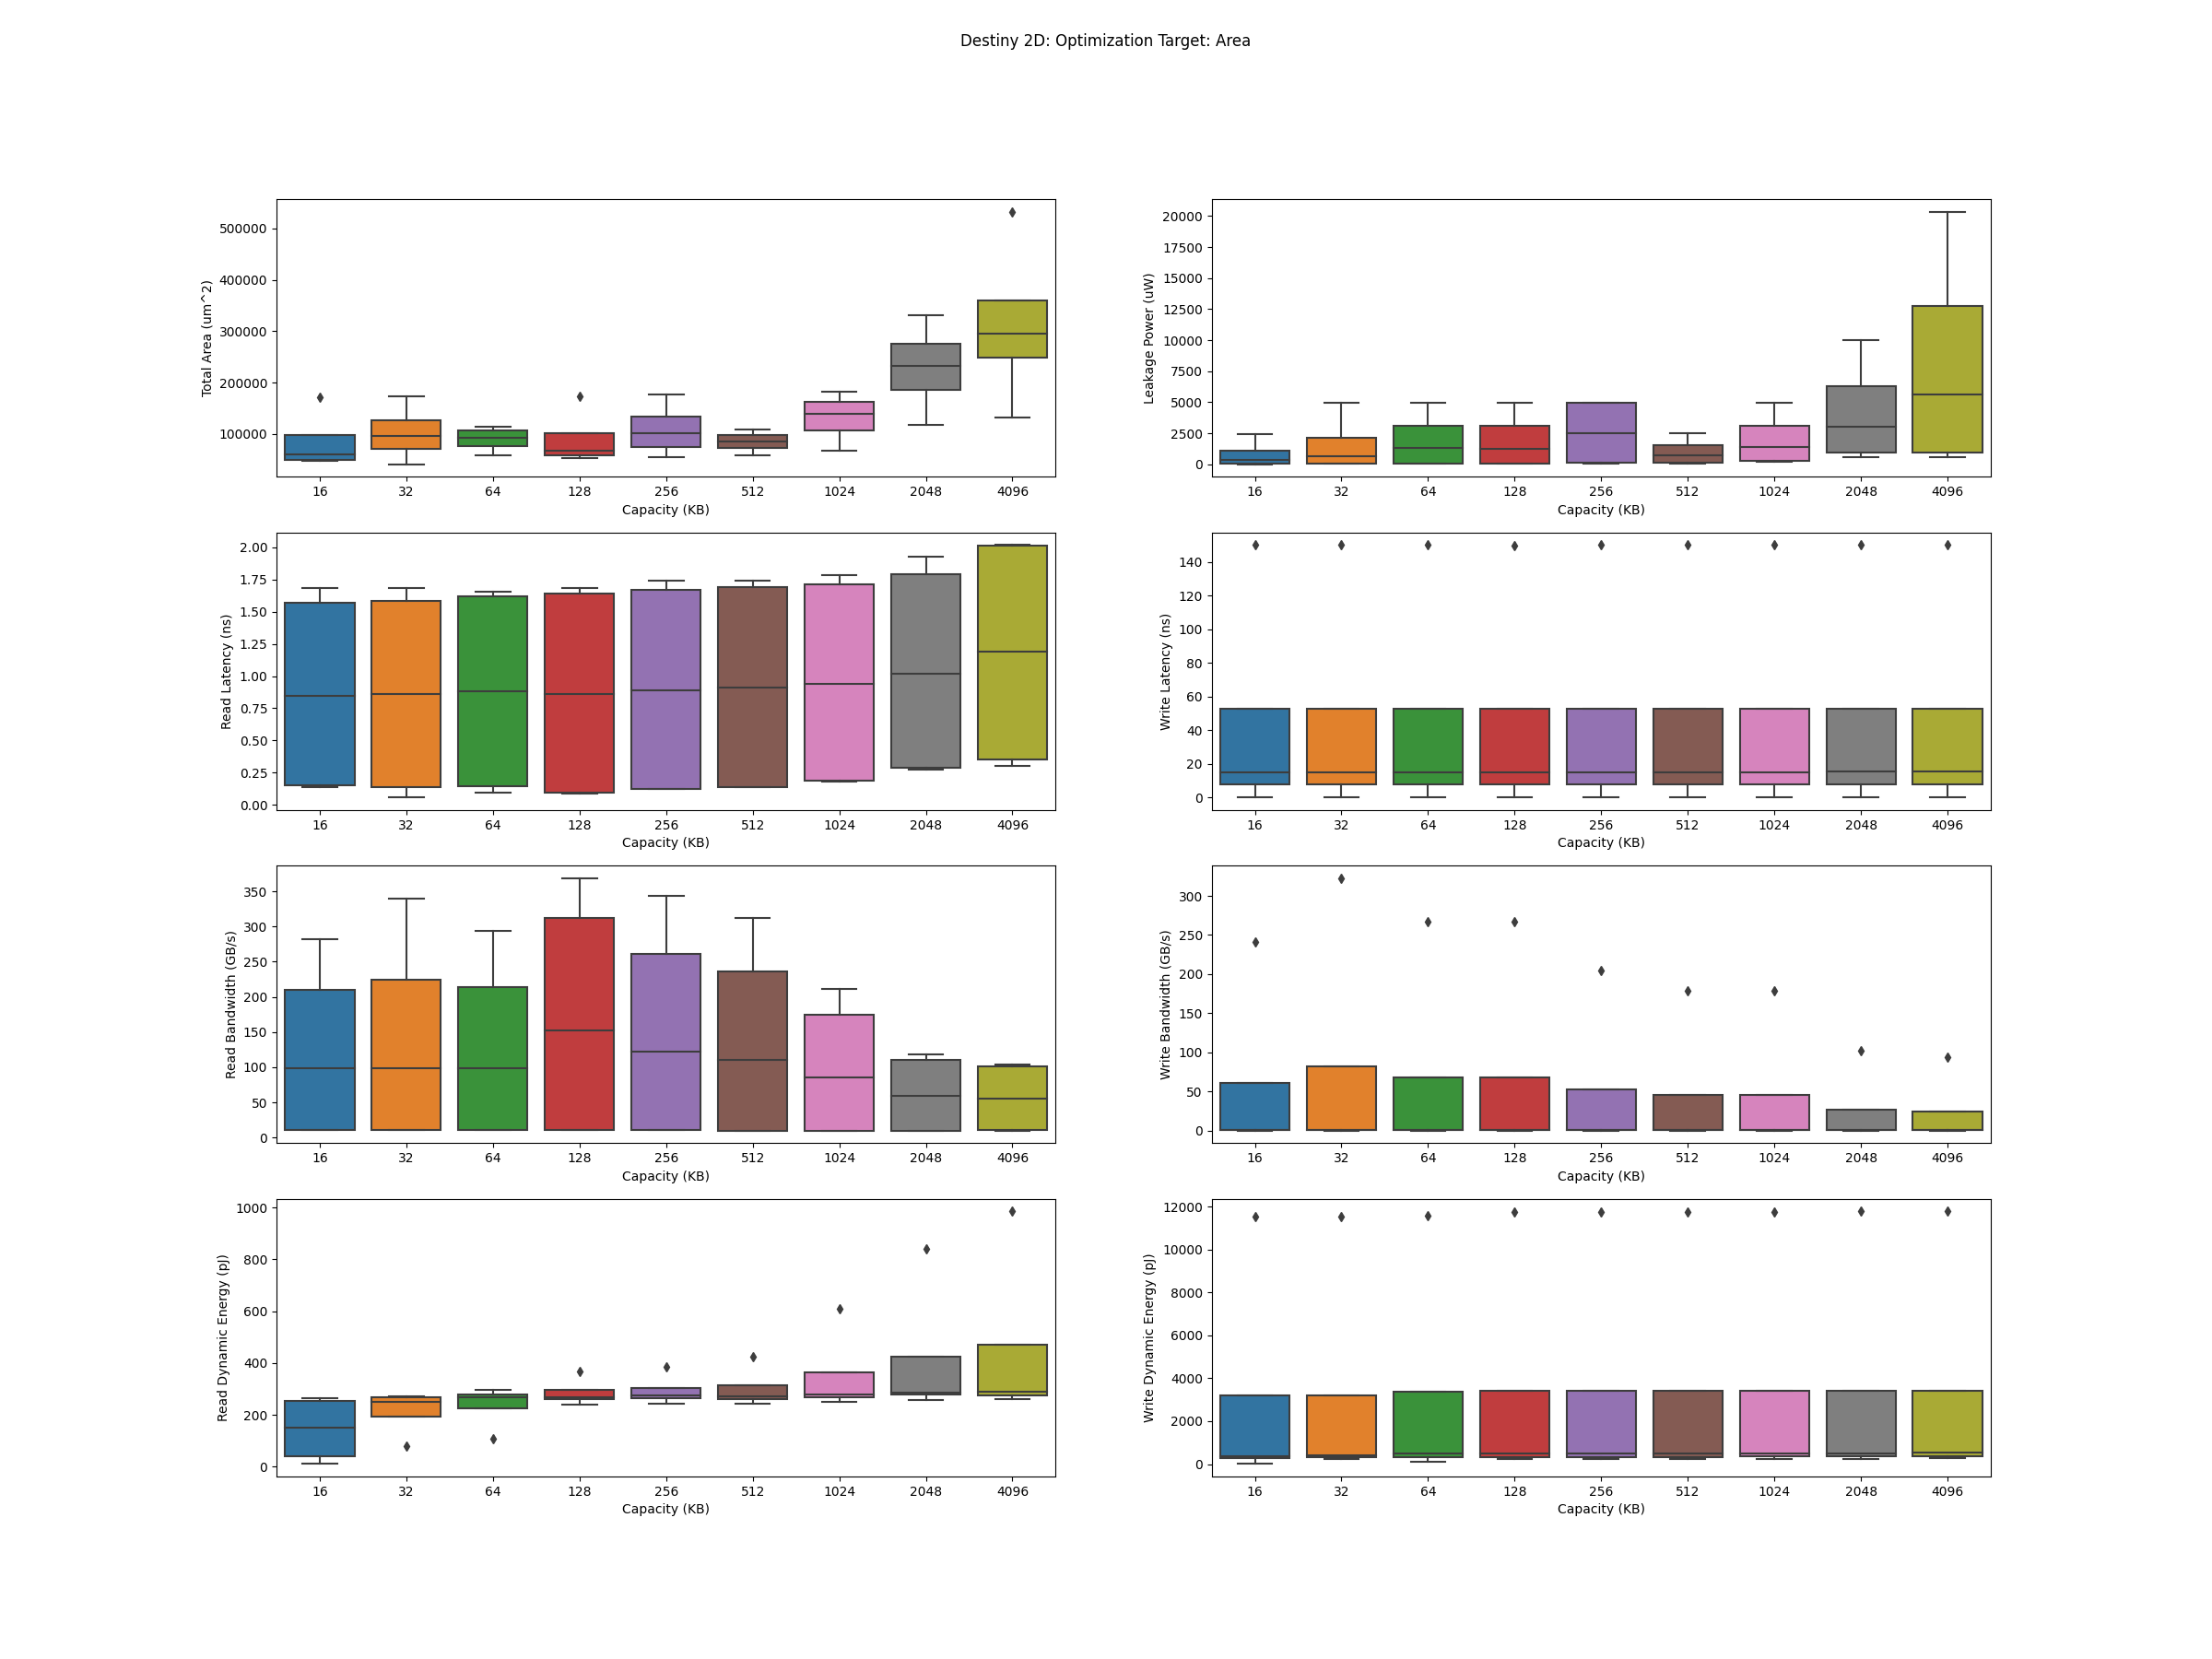 Destiny 2D: Optimization Target: Area
Total Area (um^2)
500000
400000
300000
200000
100000
16 32 64 128 256 512 1024 2048 4096
Capacity (KB)
Leakage Power (uW)
20000
17500
15000
12500
10000
7500
5000
2500
0
16 32 64 128 256 512 1024 2048 4096
Capacity (KB)
Read Latency (ns)
2.00
1.75
1.50
1.25
1.00
0.75
0.50
0.25
0.00
16 32 64 128 256 512 1024 2048 4096
Capacity (KB)
Write Latency (ns)
140
120
100
80
60
40
20
0
16 32 64 128 256 512 1024 2048 4096
Capacity (KB)
Read Bandwidth (GB/s)
350
300
250
200
150
100
50
0
16 32 64 128 256 512 1024 2048 4096
Capacity (KB)
Write Bandwidth (GB/s)
300
250
200
150
100
50
0
16 32 64 128 256 512 1024 2048 4096
Capacity (KB)
Read Dynamic Energy (pJ)
1000
800
600
400
200
0
16 32 64 128 256 512 1024 2048 4096
Capacity (KB)
Write Dynamic Energy (pJ)
12000
10000
8000
6000
4000
2000
0
16 32 64 128 256 512 1024 2048 4096
Capacity (KB)